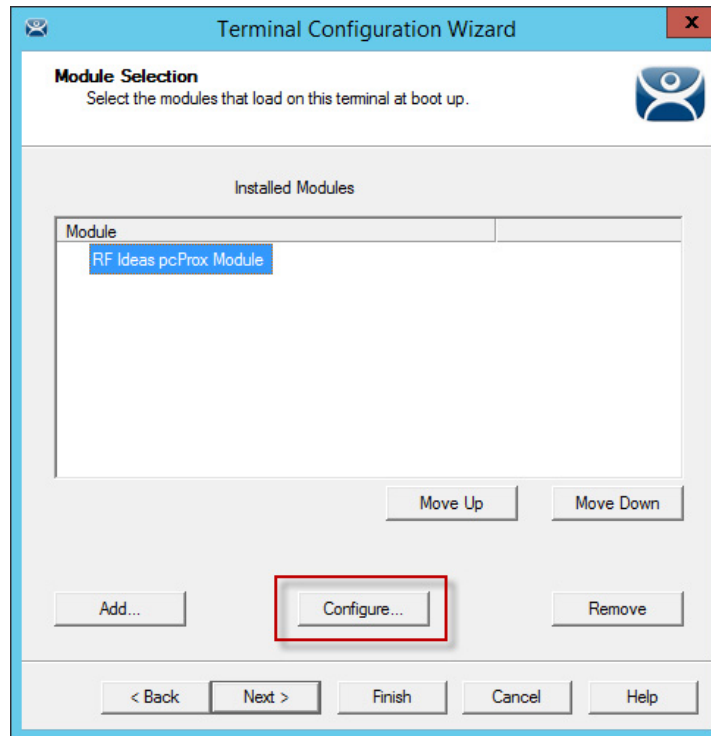 Terminal Configuration Wizard
x
Module Selection
Select the modules that load on this terminal at boot up.
Installed Modules
Module
RF Ideas pcProx Module
Move Up Move Down
Add... Configure... Remove
< Back Next > Finish Cancel Help